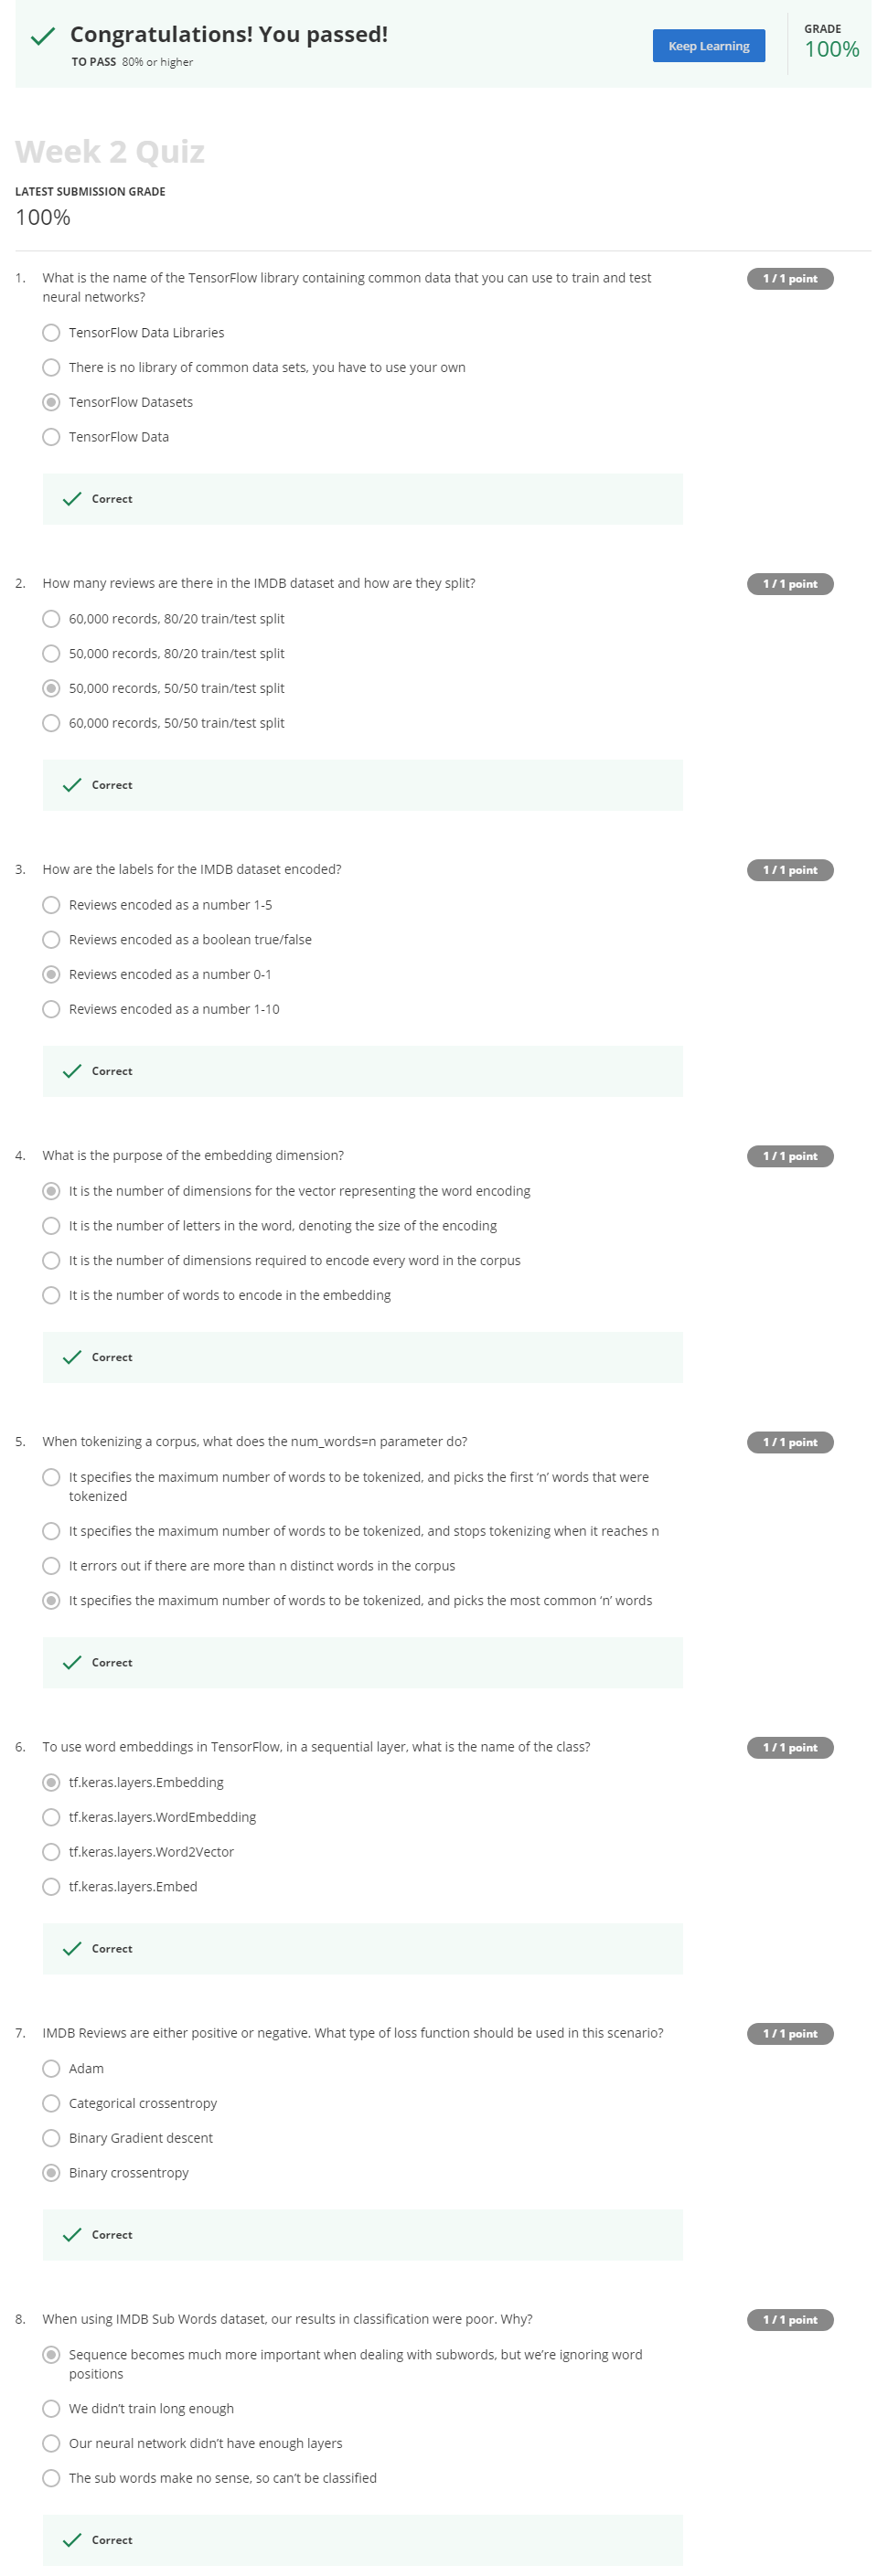 Congratulations! You passed!
TO PASS 80% or higher
Keep Learning
GRADE
100%
Week 2 Quiz
LATEST SUBMISSION GRADE
100%
1. What is the name of the TensorFlow library containing common data that you can use to train and test
neural networks?
1 / 1 point
TensorFlow Data Libraries
There is no library of common data sets, you have to use your own
TensorFlow Datasets
TensorFlow Data
Correct
2. How many reviews are there in the IMDB dataset and how are they split?
1 / 1 point
60,000 records, 80/20 train/test split
50,000 records, 80/20 train/test split
50,000 records, 50/50 train/test split
60,000 records, 50/50 train/test split
Correct
3. How are the labels for the IMDB dataset encoded?
1 / 1 point
Reviews encoded as a number 1-5
Reviews encoded as a boolean true/false
Reviews encoded as a number 0-1
Reviews encoded as a number 1-10
Correct
4. What is the purpose of the embedding dimension?
1 / 1 point
It is the number of dimensions for the vector representing the word encoding
It is the number of letters in the word, denoting the size of the encoding
It is the number of dimensions required to encode every word in the corpus
It is the number of words to encode in the embedding
Correct
5. When tokenizing a corpus, what does the num_words=n parameter do?
1 / 1 point
It specifies the maximum number of words to be tokenized, and picks the first ‘n’ words that were
tokenized
It specifies the maximum number of words to be tokenized, and stops tokenizing when it reaches n
It errors out if there are more than n distinct words in the corpus
It specifies the maximum number of words to be tokenized, and picks the most common ‘n’ words
Correct
6. To use word embeddings in TensorFlow, in a sequential layer, what is the name of the class?
1 / 1 point
tf.keras.layers.Embedding
tf.keras.layers.WordEmbedding
tf.keras.layers.Word2Vector
tf.keras.layers.Embed
Correct
7. IMDB Reviews are either positive or negative. What type of loss function should be used in this scenario?
1 / 1 point
Adam
Categorical crossentropy
Binary Gradient descent
Binary crossentropy
Correct
8. When using IMDB Sub Words dataset, our results in classification were poor. Why?
1 / 1 point
Sequence becomes much more important when dealing with subwords, but we’re ignoring word
positions
We didn’t train long enough
Our neural network didn’t have enough layers
The sub words make no sense, so can’t be classified
Correct